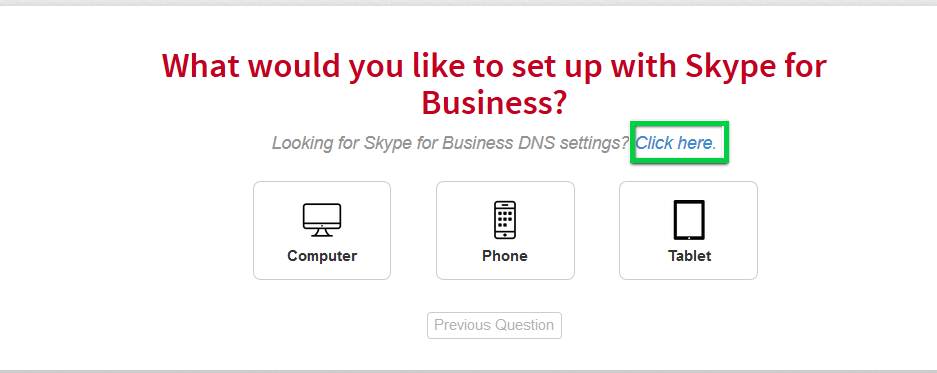 What would you like to set up with Skype for
Business?
Looking for Skype for Business DNS settings? Click here.
Computer
Phone
Tablet
Previous Question